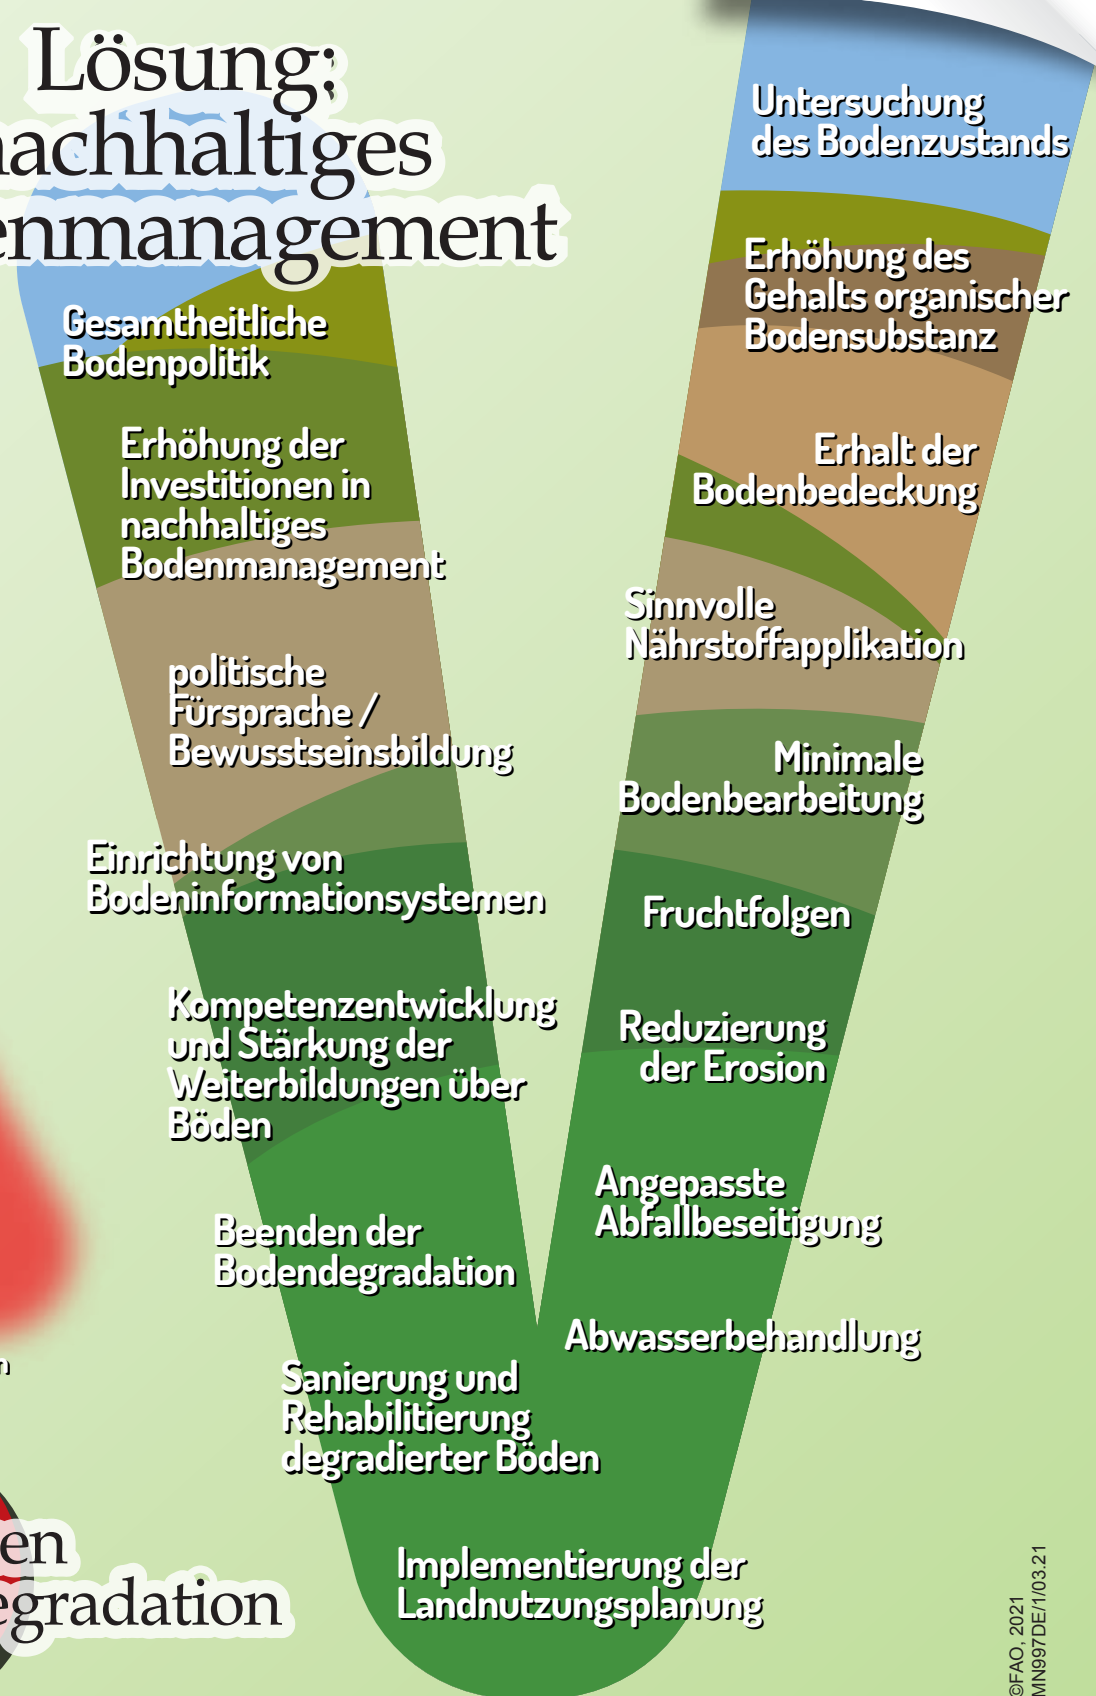 Lösung:
nachhaltiges
enmanagement
Gesamtheitliche
Bodenpolitik
Erhöhung der
Investitionen in
nachhaltiges
Bodenmanagement
politische
Fürsprache /
Bewusstseinsbildung
Einrichtung von
Bodeninformationsystemen
Kompetenzentwicklung
und Stärkung der
Weiterbildungen über
Böden
Beenden der
Bodendegradation
Sanierung und
Rehabilitierung
degradierter Böden
Implementierung der
Landnutzungsplanung
Untersuchung
des Bodenzustands
Erhöhung des
Gehalts organischer
Bodensubstanz
Erhalt der
Bodenbedeckung
Sinnvolle
Nährstoffapplikation
Minimale
Bodenbearbeitung
Fruchtfolgen
Reduzierung
der Erosion
Angepasste
Abfallbeseitigung
Abwasserbehandlung
en
egradation
©FAO, 2021
MN997DE/1/03.21